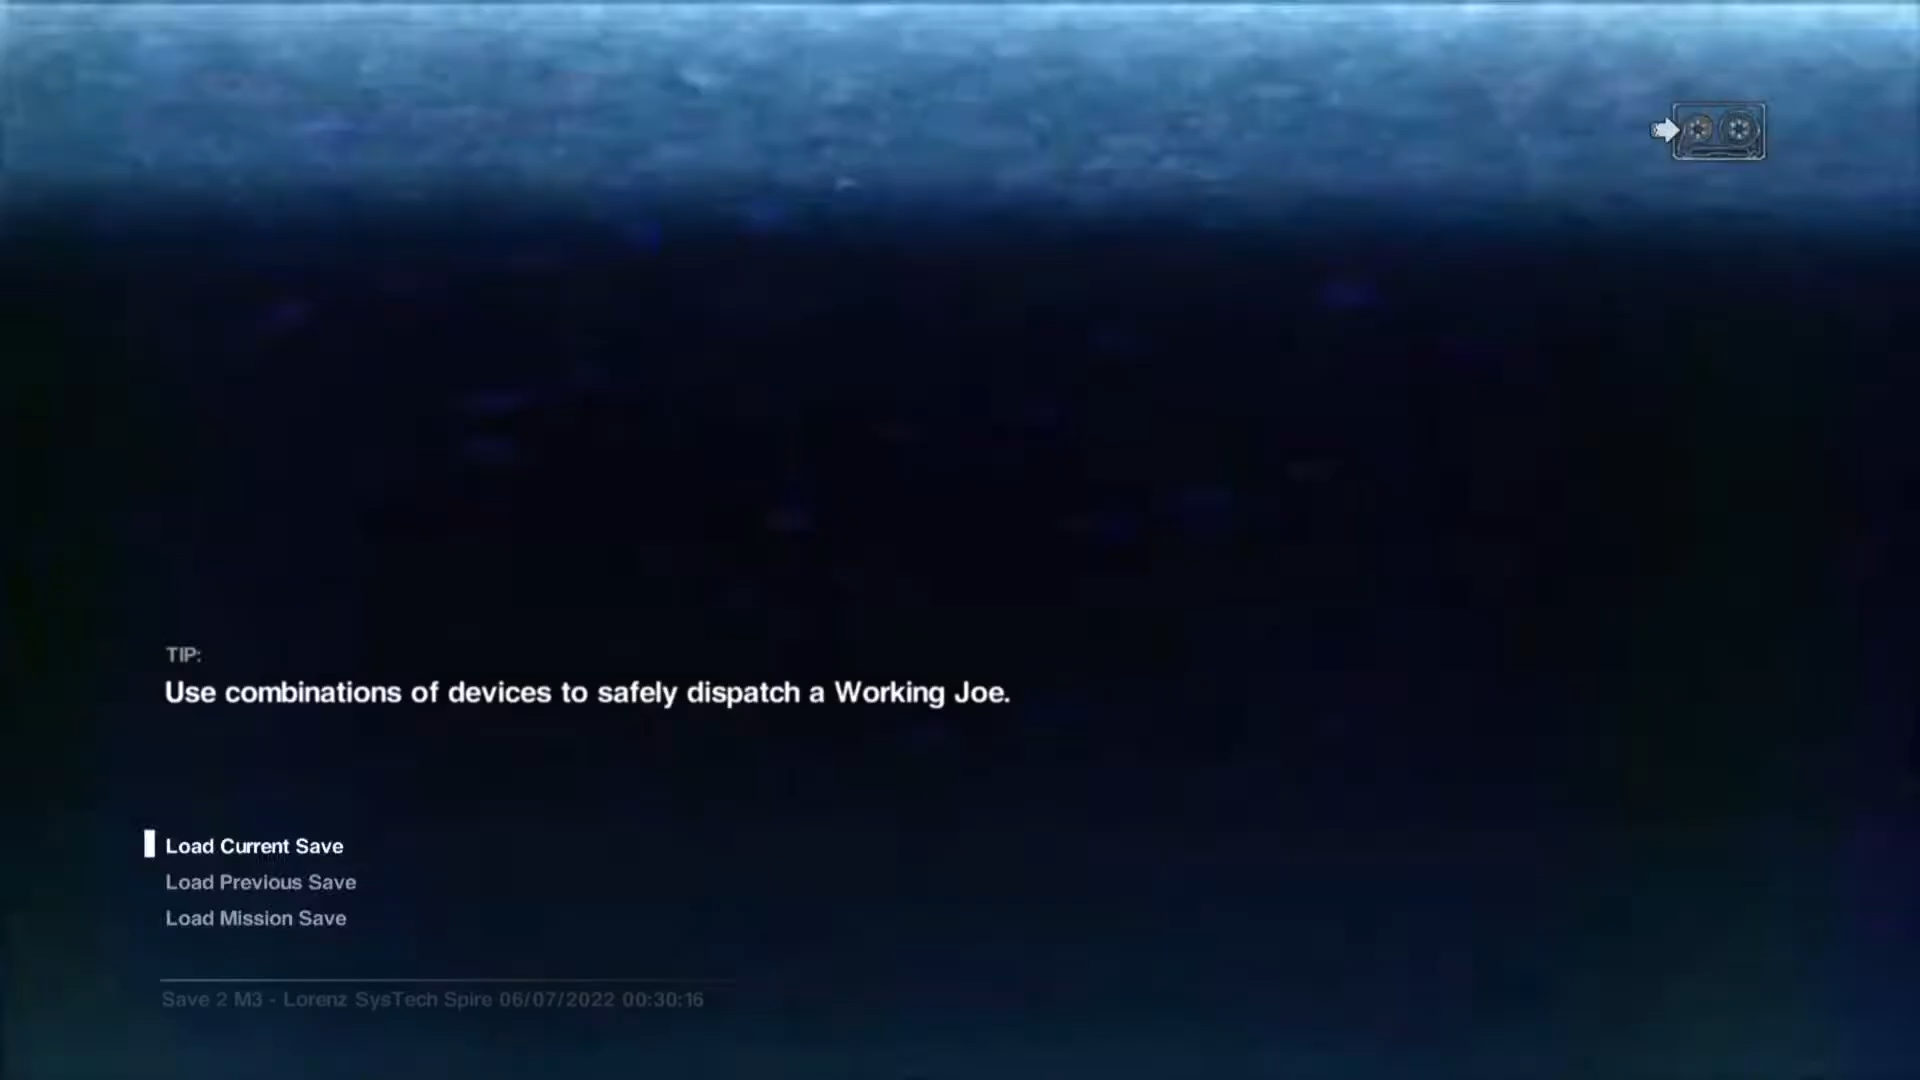 TIP:
Use combinations of devices to safely dispatch a Working Joe.
Load Current Save
Load Previous Save
Load Mission Save
Save 2 M3 - Lorenz SysTech Spire 06/07/2022 00:30:16